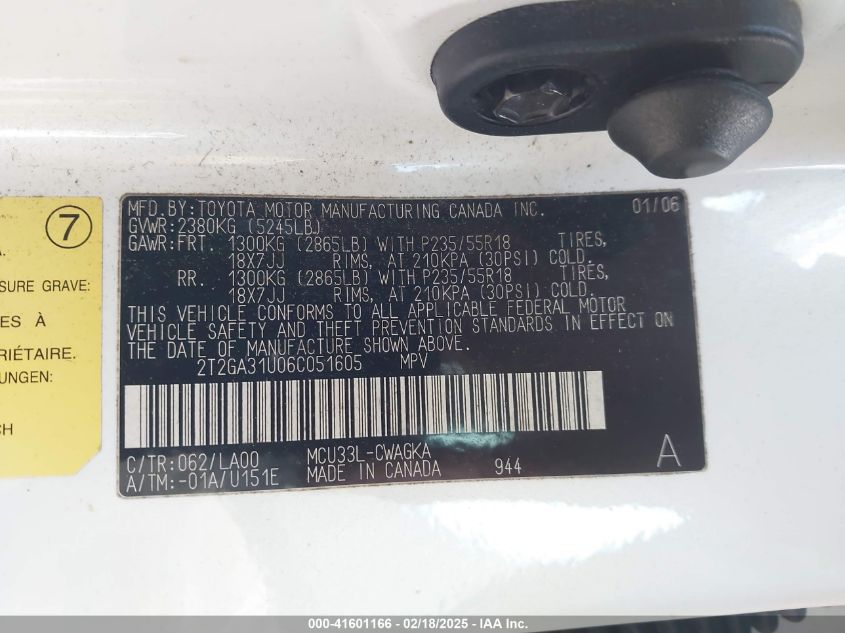 7
A.
SURE GRAVE:
ES À
RIÉTAIRE.
UNGEN:
CH
MFD.BY:TOYOTA MOTOR MANUFACTURING CANADA INC. 01/06
GVWR:2380KG (5245LB)
GAWR:FRT. 1300KG (2865LB) WITH P235/55R18 TIRES,
18X7JJ RIMS, AT 210KPA (30PSI) COLD.
RR. 1300KG (2865LB) WITH P235/55R18 TIRES,
18X7JJ RIMS, AT 210KPA (30PSI) COLD.
THIS VEHICLE CONFORMS TO ALL APPLICABLE FEDERAL MOTOR
VEHICLE SAFETY AND THEFT PREVENTION STANDARDS IN EFFECT ON
THE DATE OF MANUFACTURE SHOWN ABOVE.
2T2GA31U06C051605 MPV
C/TR:062/LA00 MCU33L-CWAGKA
A/TM:-01A/U151E MADE IN CANADA 944 A
000-41601166 - 02/18/2025 - IAA Inc.